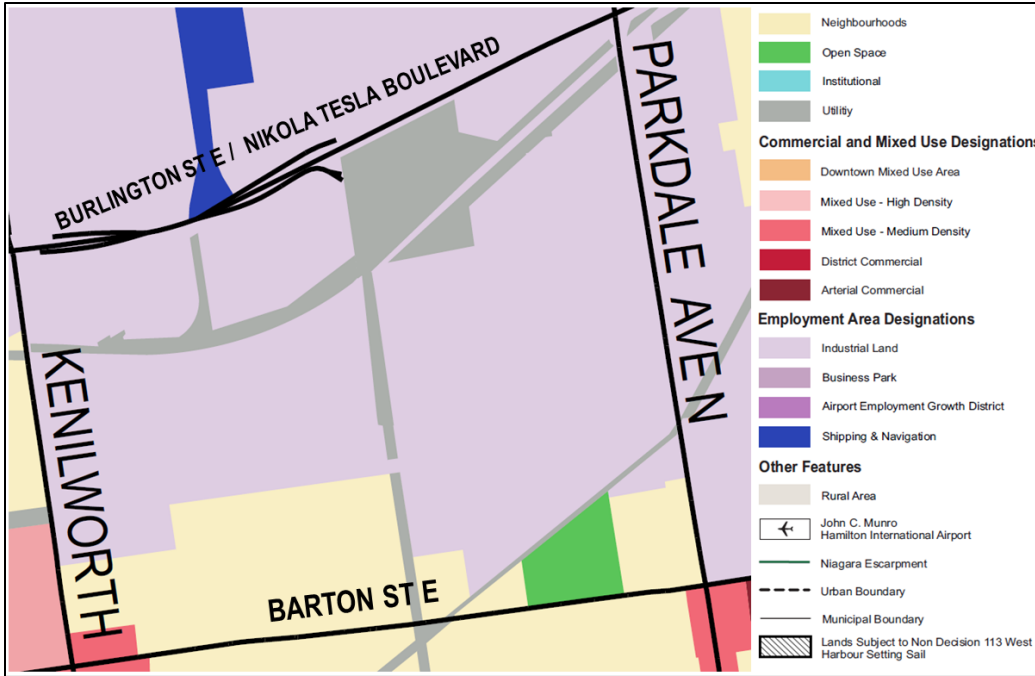 BURLINGTON ST E / NIKOLA TESLA BOULEVARD
PARKDALE AVE N
KENILWORTH
BARTON ST E
Neighbourhoods
Open Space
Institutional
Utilitiy
Commercial and Mixed Use Designations
Downtown Mixed Use Area
Mixed Use - High Density
Mixed Use - Medium Density
District Commercial
Arterial Commercial
Employment Area Designations
Industrial Land
Business Park
Airport Employment Growth District
Shipping & Navigation
Other Features
Rural Area
John C. Munro
Hamilton International Airport
Niagara Escarpment
Urban Boundary
Municipal Boundary
Lands Subject to Non Decision 113 West
Harbour Setting Sail